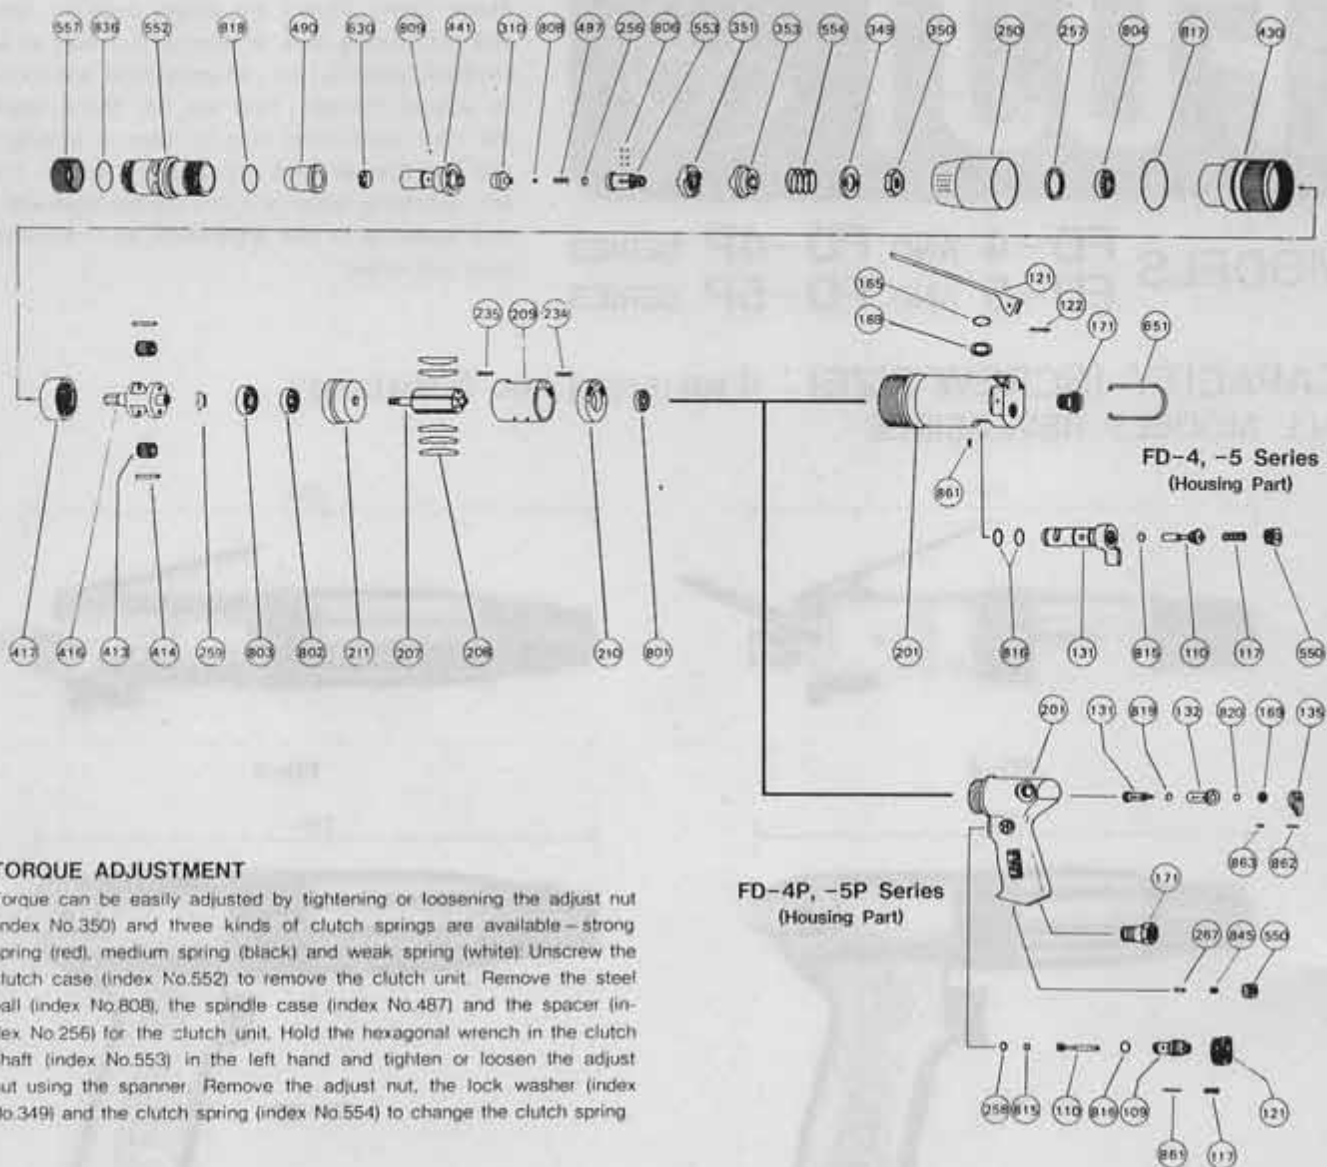 557 836 552 818 490 630 809 441 310 808 487 256 806 553 351 353 554 349 350 250 257 804 817 430
235 209 234
165 121
169 122 171 651
861
FD-4, -5 Series
(Housing Part)
417 416 413 414 259 803 802 211 207 208 210 801 201 816 131 815 110 117 550
201 131 819 132 820 169 135
863 862
FD-4P, -5P Series
(Housing Part)
171
267 845 550
258 815 110 816 109 121
861 117
TORQUE ADJUSTMENT
Torque can be easily adjusted by tightening or loosening the adjust nut
index No.350) and three kinds of clutch springs are available – strong
spring (red), medium spring (black) and weak spring (white). Unscrew the
clutch case (index No.552) to remove the clutch unit. Remove the steel
ball (index No.808), the spindle case (index No.487) and the spacer (in-
dex No.256) for the clutch unit. Hold the hexagonal wrench in the clutch
shaft (index No.553) in the left hand and tighten or loosen the adjust
nut using the spanner. Remove the adjust nut, the lock washer (index
No.349) and the clutch spring (index No.554) to change the clutch spring.